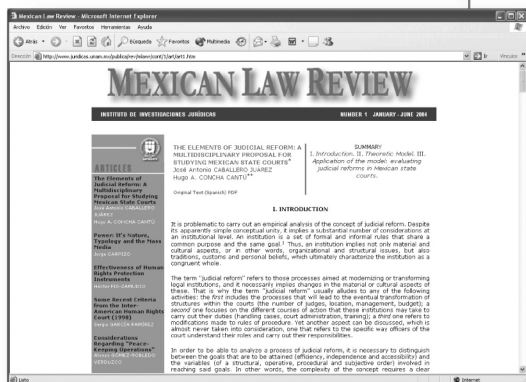 Mexican Law Review - Microsoft Internet Explorer
Archivo Edición Ver Favoritos Herramientas Ayuda
Atrás Búsqueda Favoritos Multimedia
Dirección http://www.juridicas.unam.mx/publica/rev/mlawr/cont/1/art/art1.htm Ir Vínculos
MEXICAN LAW REVIEW
INSTITUTO DE INVESTIGACIONES JURÍDICAS NUMBER 1 JANUARY - JUNE 2004
ARTICLES
The Elements of
Judicial Reform: A
Multidisciplinary
Proposal for Studying
Mexican State Courts
José Antonio CABALLERO
JUÁREZ
Hugo A. CONCHA CANTÚ
Power: It's Nature,
Typology and the Mass
Media
Jorge CARPIZO
Effectiveness of Human
Rights Protection
Instruments
Héctor FIX-ZAMUDIO
Some Recent Criteria
from the Inter-
American Human Rights
Court (1998)
Sergio GARCÍA RAMÍREZ
Considerations
Regarding "Peace-
Keeping Operations"
Alonso GÓMEZ-ROBLEDO
VERDUZCO
THE ELEMENTS OF JUDICIAL REFORM: A
MULTIDISCIPLINARY PROPOSAL FOR
STUDYING MEXICAN STATE COURTS*
José Antonio CABALLERO JUÁREZ
Hugo A. CONCHA CANTÚ**
Original Text (Spanish) PDF
SUMMARY
I. Introduction. II. Theoretic Model. III.
Application of the model: evaluating
judicial reforms in Mexican state
courts.
I. INTRODUCTION
It is problematic to carry out an empirical analysis of the concept of judicial reform. Despite
its apparently simple conceptual unity, it implies a substantial number of considerations at
an institutional level. An institution is a set of formal and informal rules that share a
common purpose and the same goal.¹ Thus, an institution implies not only material and
cultural aspects, or in other words, organizational and structural issues, but also
traditions, customs and personal beliefs, which ultimately characterize the institution as a
congruent whole.
The term "judicial reform" refers to those processes aimed at modernizing or transforming
legal institutions, and it necessarily implies changes in the material or cultural aspects of
these. That is why the term "judicial reform" usually alludes to any of the following
activities: the first includes the processes that will lead to the eventual transformation of
structures within the courts (the number of judges, location, management, budget); a
second one focuses on the different courses of action that these institutions may take to
carry out their duties (handling cases, court administration, training); a third one refers to
modifications made to rules of procedure. Yet another aspect can be discussed, which is
almost never taken into consideration, one that refers to the specific way officers of the
court understand their roles and carry out their responsibilities.
In order to be able to analyze a process of judicial reform, it is necessary to distinguish
between the goals that are to be attained (efficiency, independence and accessibility) and
the variables (of a structural, operative, procedural and subjective order) involved in
reaching said goals. In other words, the complexity of the concept requires a clear
Listo Internet